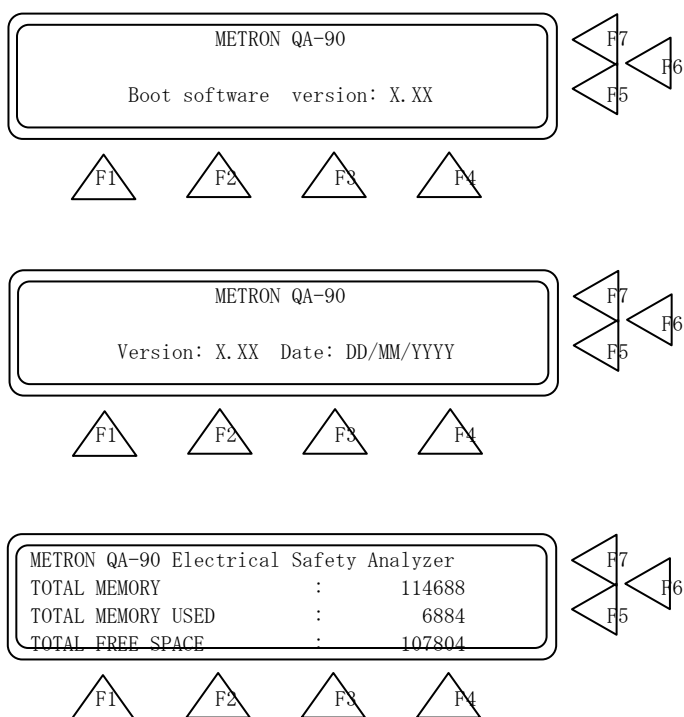 METRON QA-90
Boot software version: X.XX
F7
F6
F5
F1 F2 F3 F4
METRON QA-90
Version: X.XX Date: DD/MM/YYYY
F7
F6
F5
F1 F2 F3 F4
METRON QA-90 Electrical Safety Analyzer
TOTAL MEMORY : 114688
TOTAL MEMORY USED : 6884
TOTAL FREE SPACE : 107804
F7
F6
F5
F1 F2 F3 F4